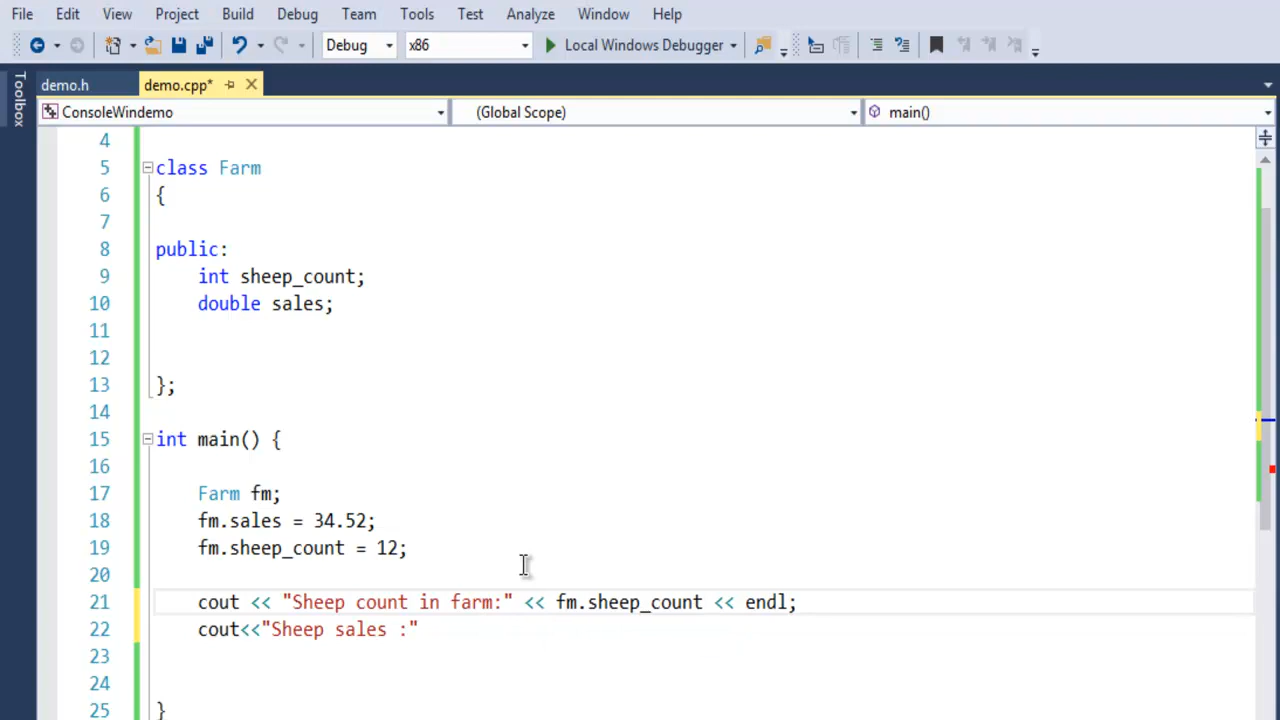 File Edit View Project Build Debug Team Tools Test Analyze Window Help
Debug x86 Local Windows Debugger
Toolbox
demo.h demo.cpp*
ConsoleWindemo (Global Scope) main()
4
5 class Farm
6 {
7
8 public:
9 int sheep_count;
10 double sales;
11
12
13 };
14
15 int main() {
16
17 Farm fm;
18 fm.sales = 34.52;
19 fm.sheep_count = 12;
20
21 cout << "Sheep count in farm:" << fm.sheep_count << endl;
22 cout<<"Sheep sales :"
23
24
25 }